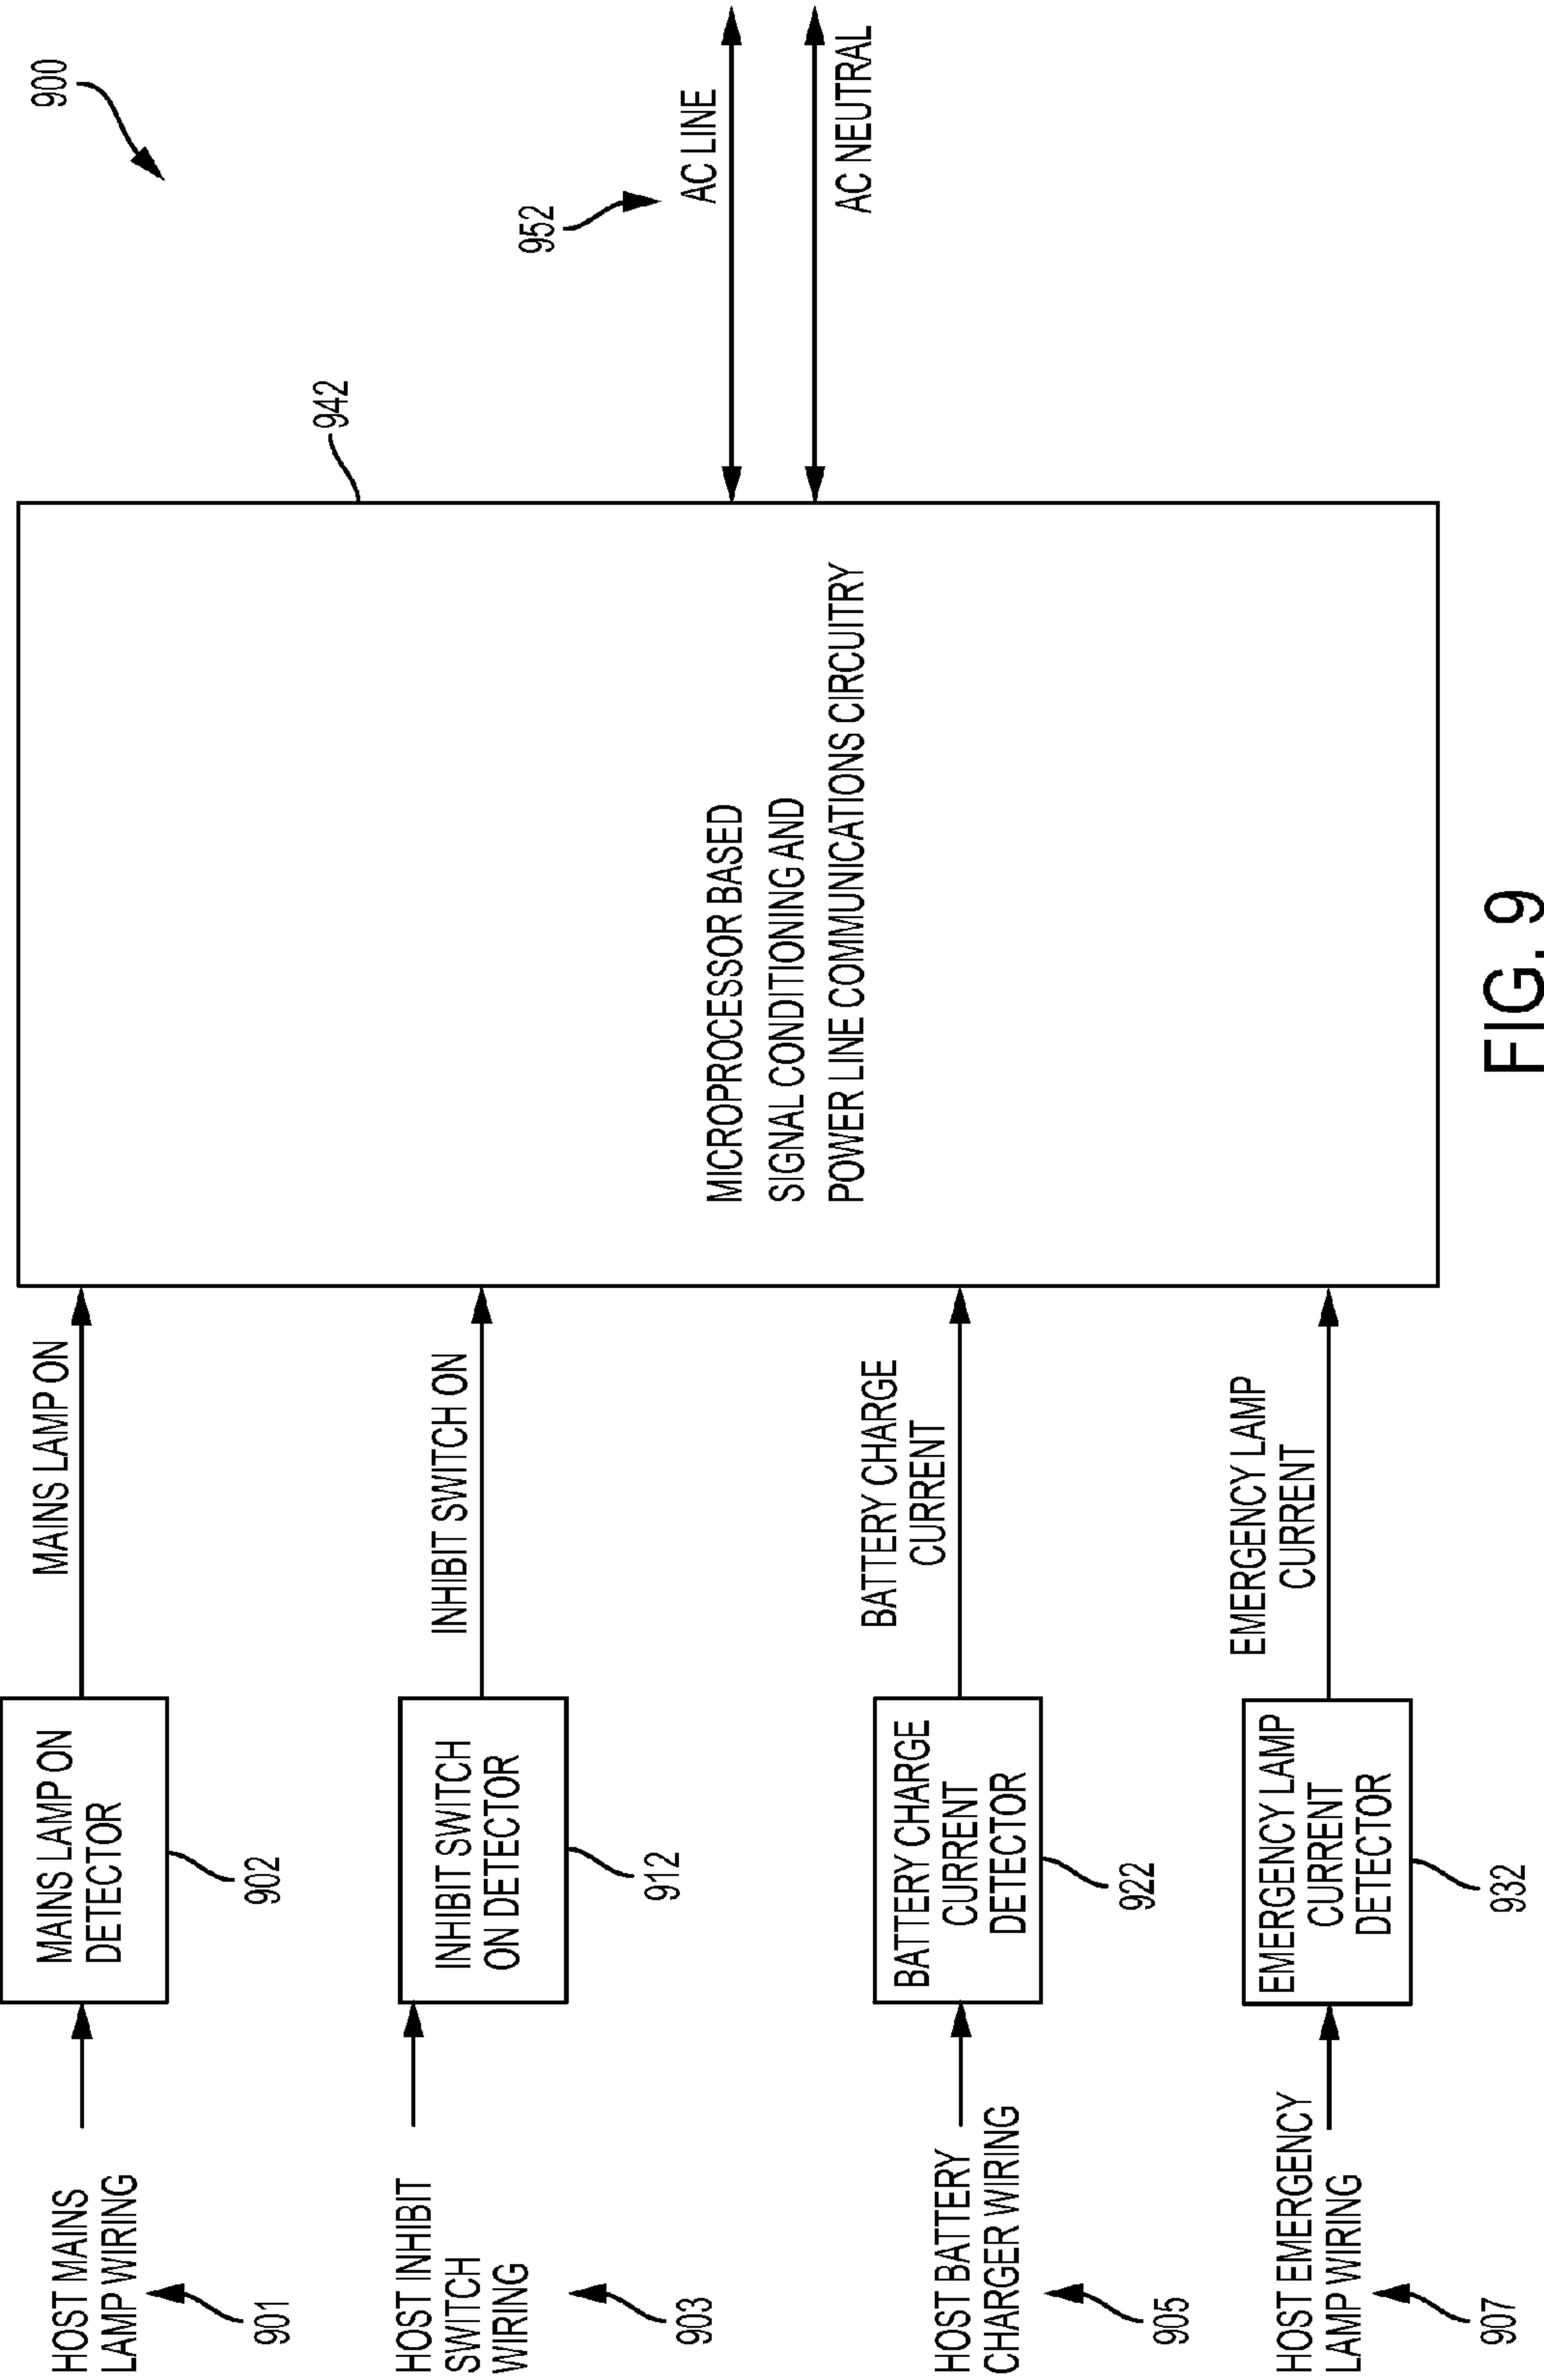 900
HOST MAINS
LAMP WIRING
901
MAINS LAMP ON
DETECTOR
902
MAINS LAMP ON
HOST INHIBIT
SWITCH
WIRING
903
INHIBIT SWITCH
ON DETECTOR
912
INHIBIT SWITCH ON
HOST BATTERY
CHARGER WIRING
905
BATTERY CHARGE
CURRENT
DETECTOR
922
BATTERY CHARGE
CURRENT
HOST EMERGENCY
LAMP WIRING
907
EMERGENCY LAMP
CURRENT
DETECTOR
932
EMERGENCY LAMP
CURRENT
942
MICROPROCESSOR BASED
SIGNAL CONDITIONING AND
POWER LINE COMMUNICATIONS CIRCUITRY
952
AC LINE
AC NEUTRAL
FIG. 9